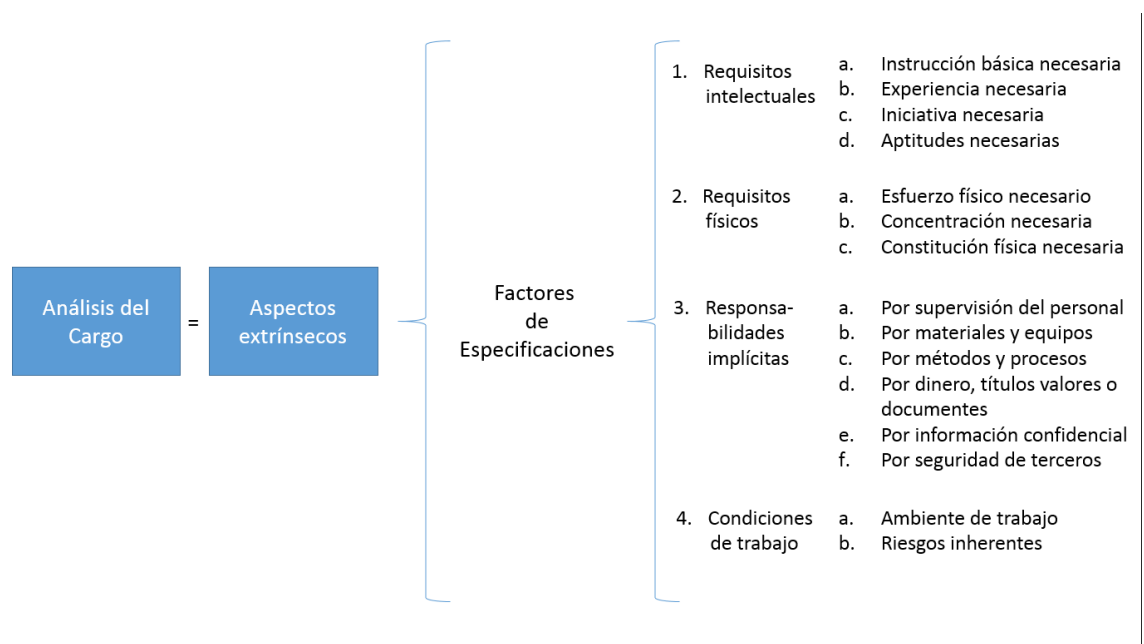 Análisis del
Cargo
=
Aspectos
extrínsecos
Factores
de
Especificaciones
1. Requisitos
intelectuales
a. Instrucción básica necesaria
b. Experiencia necesaria
c. Iniciativa necesaria
d. Aptitudes necesarias
2. Requisitos
físicos
a. Esfuerzo físico necesario
b. Concentración necesaria
c. Constitución física necesaria
3. Responsa-
bilidades
implícitas
a. Por supervisión del personal
b. Por materiales y equipos
c. Por métodos y procesos
d. Por dinero, títulos valores o
documentes
e. Por información confidencial
f. Por seguridad de terceros
4. Condiciones
de trabajo
a. Ambiente de trabajo
b. Riesgos inherentes